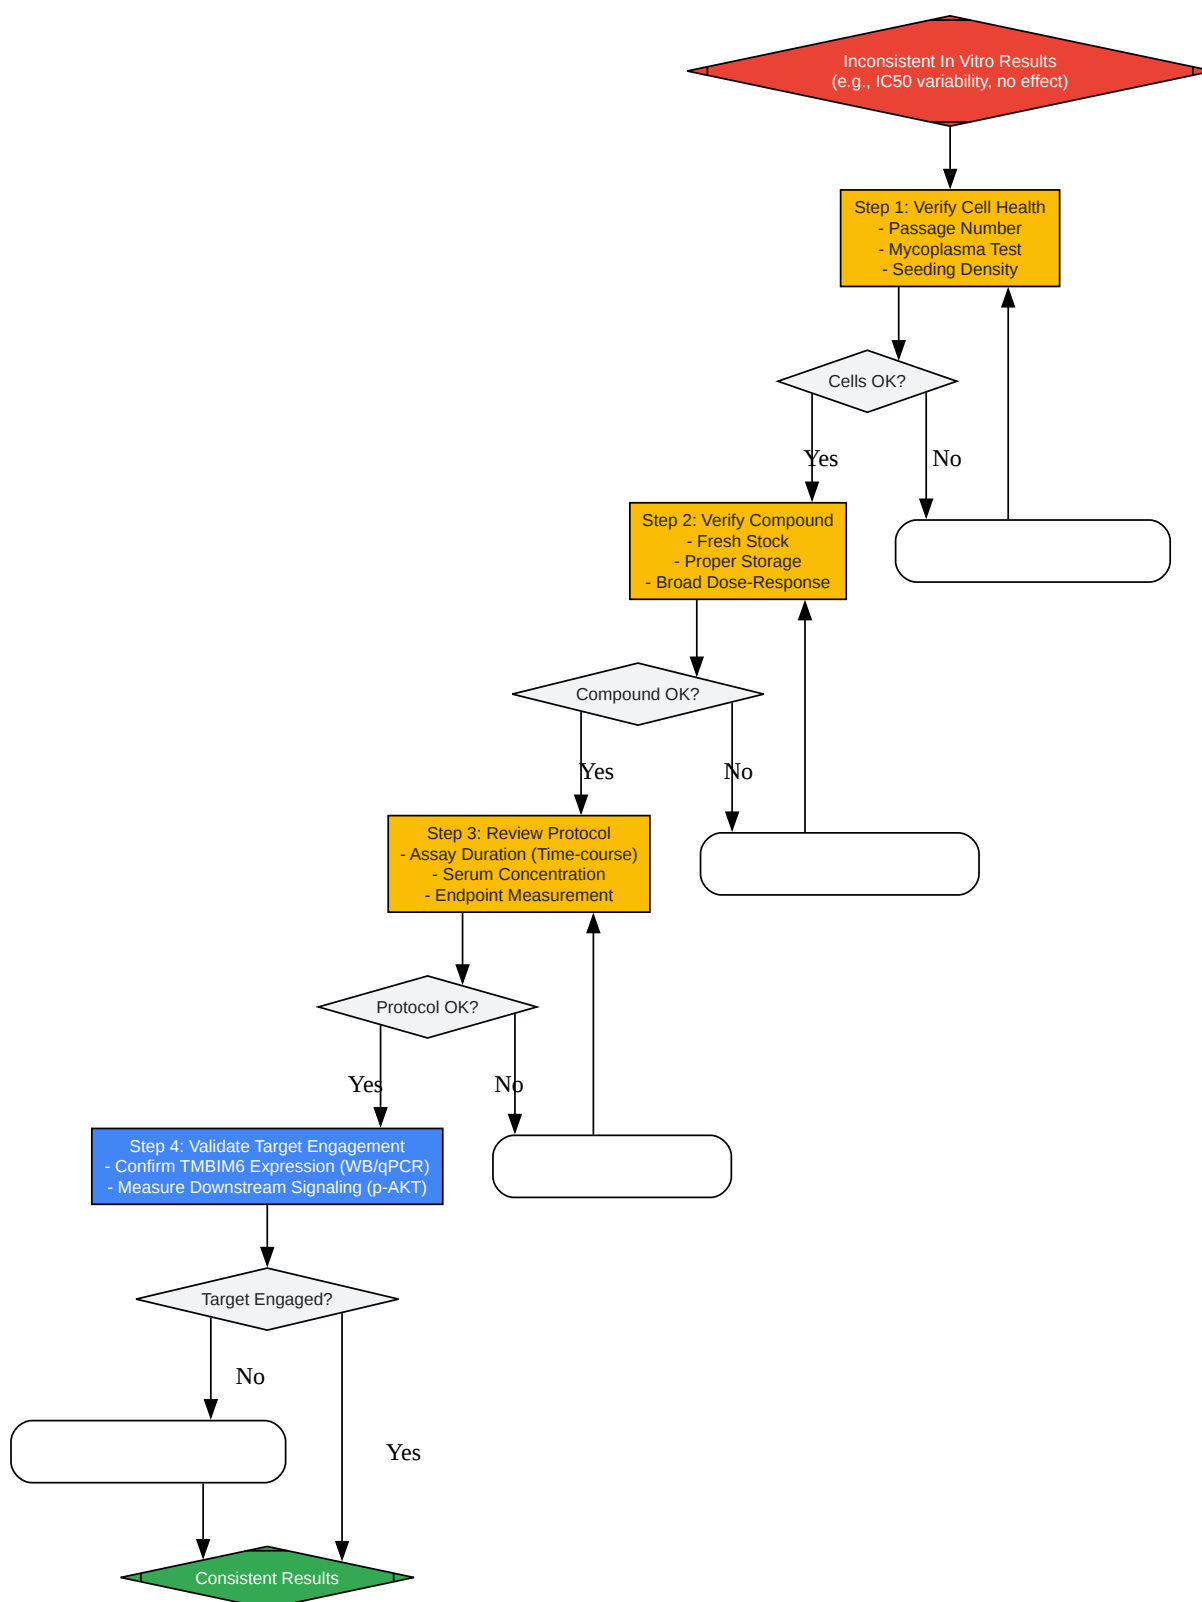 Inconsistent In Vitro Results
(e.g., IC50 variability, no effect)
Step 1: Verify Cell Health
- Passage Number
- Mycoplasma Test
- Seeding Density
Cells OK?
Yes
No
Step 2: Verify Compound
- Fresh Stock
- Proper Storage
- Broad Dose-Response
Compound OK?
Yes
No
Step 3: Review Protocol
- Assay Duration (Time-course)
- Serum Concentration
- Endpoint Measurement
Protocol OK?
Yes
No
Step 4: Validate Target Engagement
- Confirm TMBIM6 Expression (WB/qPCR)
- Measure Downstream Signaling (p-AKT)
Target Engaged?
No
Yes
Consistent Results